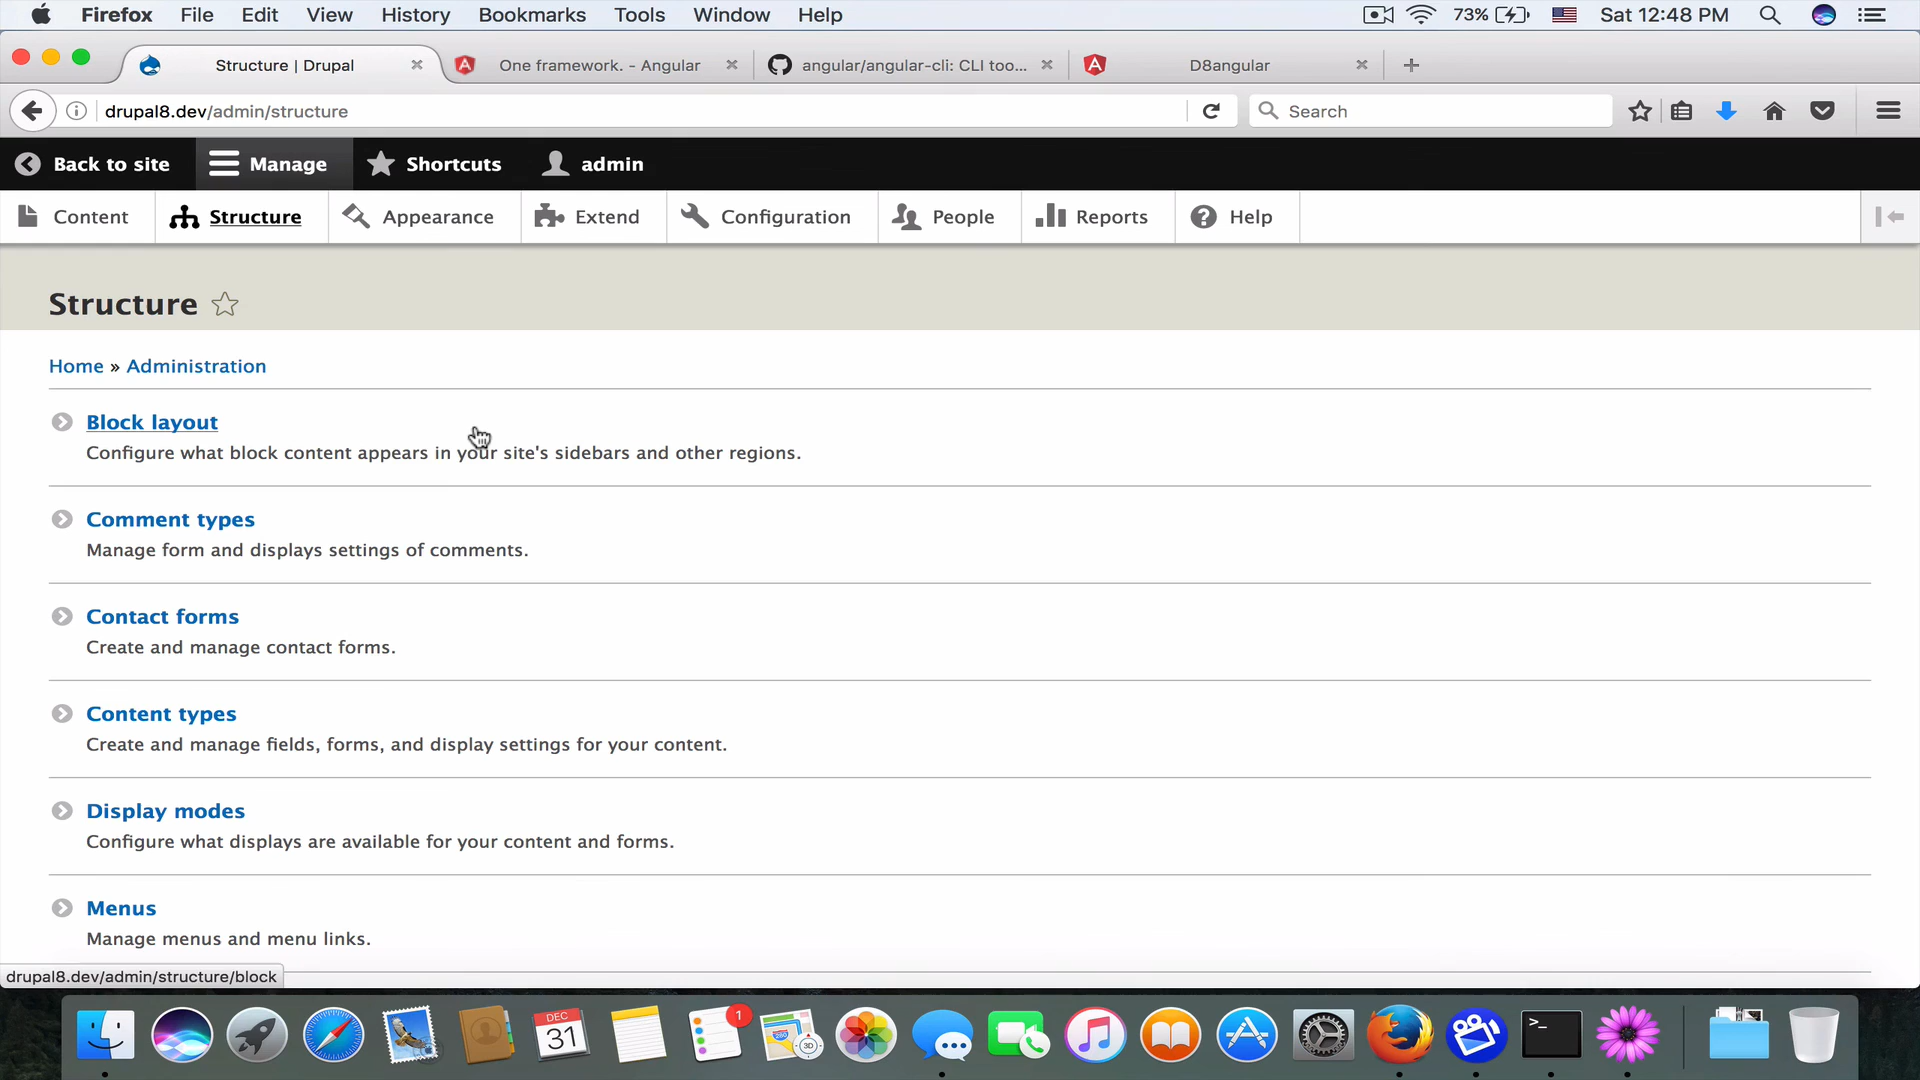 Firefox File Edit View History Bookmarks Tools Window Help 73% Sat 12:48 PM
Structure | Drupal One framework. - Angular angular/angular-cli: CLI too... D8angular
drupal8.dev/admin/structure Search
Back to site Manage Shortcuts admin
Content Structure Appearance Extend Configuration People Reports Help
Structure
Home » Administration
Block layout
Configure what block content appears in your site's sidebars and other regions.
Comment types
Manage form and displays settings of comments.
Contact forms
Create and manage contact forms.
Content types
Create and manage fields, forms, and display settings for your content.
Display modes
Configure what displays are available for your content and forms.
Menus
Manage menus and menu links.
drupal8.dev/admin/structure/block
DEC 1
31 3D >_